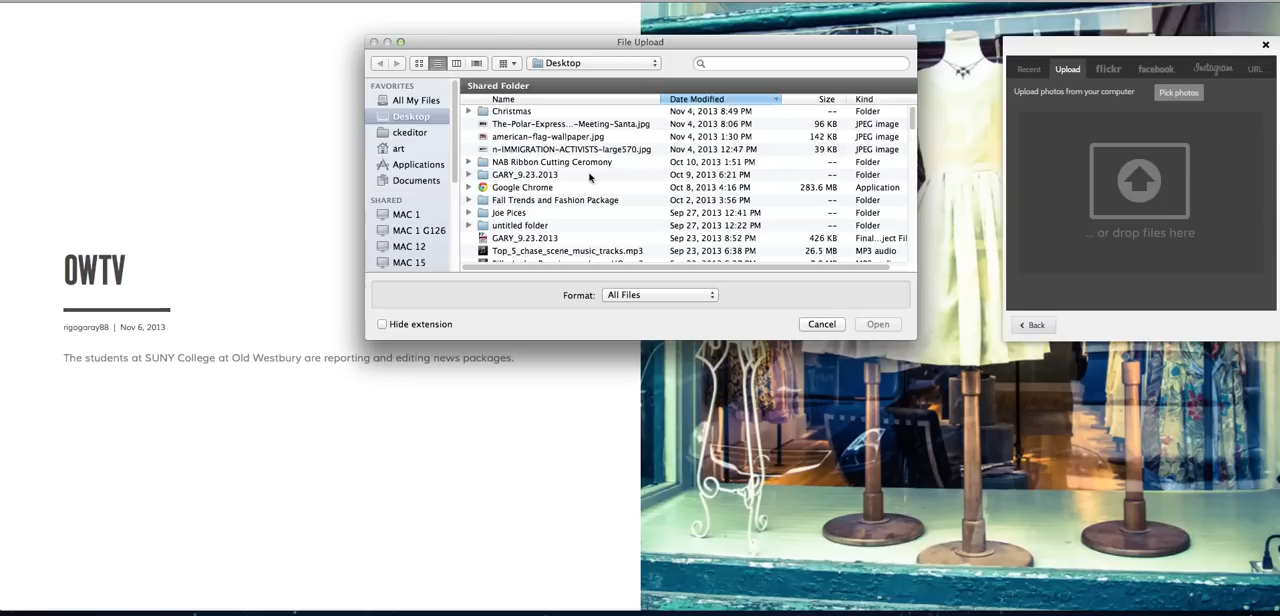 File Upload
Desktop
FAVORITES
All My Files
Desktop
ckeditor
art
Applications
Documents
SHARED
MAC 1
MAC 1 G126
MAC 12
MAC 15
Shared Folder
Name Date Modified Size Kind
Christmas Nov 4, 2013 8:49 PM -- Folder
The-Polar-Express...-Meeting-Santa.jpg Nov 4, 2013 8:06 PM 96 KB JPEG image
american-flag-wallpaper.jpg Nov 4, 2013 1:30 PM 142 KB JPEG image
n-IMMIGRATION-ACTIVISTS-large570.jpg Nov 4, 2013 12:47 PM 39 KB JPEG image
NAB Ribbon Cutting Ceremony Oct 10, 2013 1:51 PM -- Folder
GARY_9.23.2013 Oct 9, 2013 6:21 PM -- Folder
Google Chrome Oct 8, 2013 4:16 PM 283.6 MB Application
Fall Trends and Fashion Package Oct 2, 2013 3:56 PM -- Folder
Joe Pices Sep 27, 2013 12:41 PM -- Folder
untitled folder Sep 27, 2013 12:22 PM -- Folder
GARY_9.23.2013 Sep 23, 2013 8:52 PM 426 KB Final...ject Fil
Top_5_chase_scene_music_tracks.mp3 Sep 23, 2013 6:38 PM 26.5 MB MP3 audio
Format: All Files
Hide extension
Cancel Open
Recent Upload flickr facebook Instagram URL
Upload photos from your computer Pick photos
... or drop files here
Back
OWTV
rigogaray88 | Nov 6, 2013
The students at SUNY College at Old Westbury are reporting and editing news packages.